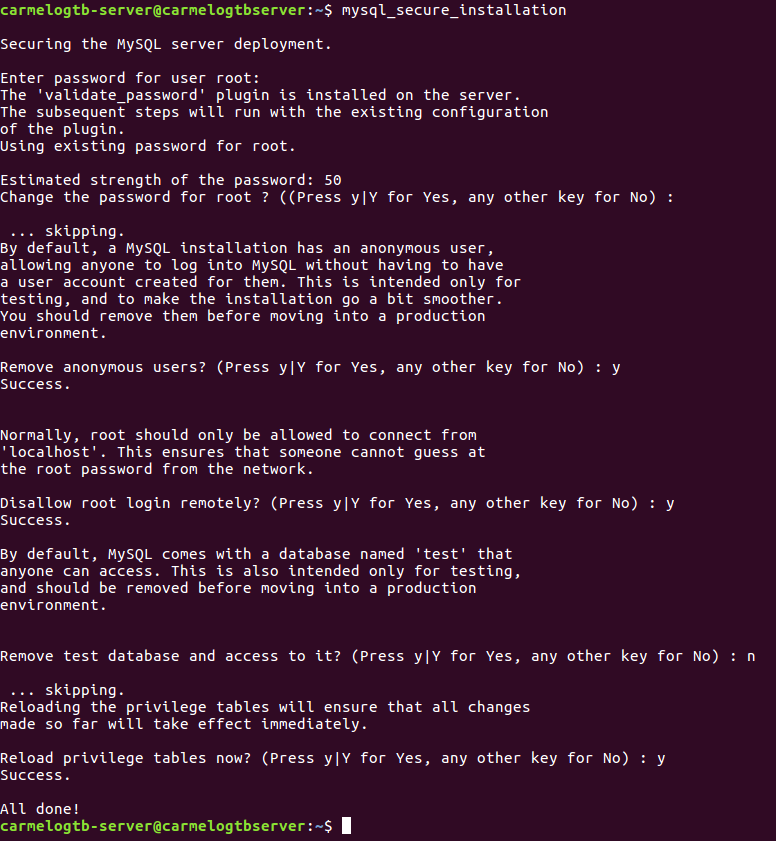 carmelogtb-server@carmelogtbserver:~$ mysql_secure_installation
Securing the MySQL server deployment.
Enter password for user root:
The 'validate_password' plugin is installed on the server.
The subsequent steps will run with the existing configuration
of the plugin.
Using existing password for root.
Estimated strength of the password: 50
Change the password for root ? ((Press y|Y for Yes, any other key for No) :
 ... skipping.
By default, a MySQL installation has an anonymous user,
allowing anyone to log into MySQL without having to have
a user account created for them. This is intended only for
testing, and to make the installation go a bit smoother.
You should remove them before moving into a production
environment.
Remove anonymous users? (Press y|Y for Yes, any other key for No) : y
Success.
Normally, root should only be allowed to connect from
'localhost'. This ensures that someone cannot guess at
the root password from the network.
Disallow root login remotely? (Press y|Y for Yes, any other key for No) : y
Success.
By default, MySQL comes with a database named 'test' that
anyone can access. This is also intended only for testing,
and should be removed before moving into a production
environment.
Remove test database and access to it? (Press y|Y for Yes, any other key for No) : n
 ... skipping.
Reloading the privilege tables will ensure that all changes
made so far will take effect immediately.
Reload privilege tables now? (Press y|Y for Yes, any other key for No) : y
Success.
All done!
carmelogtb-server@carmelogtbserver:~$